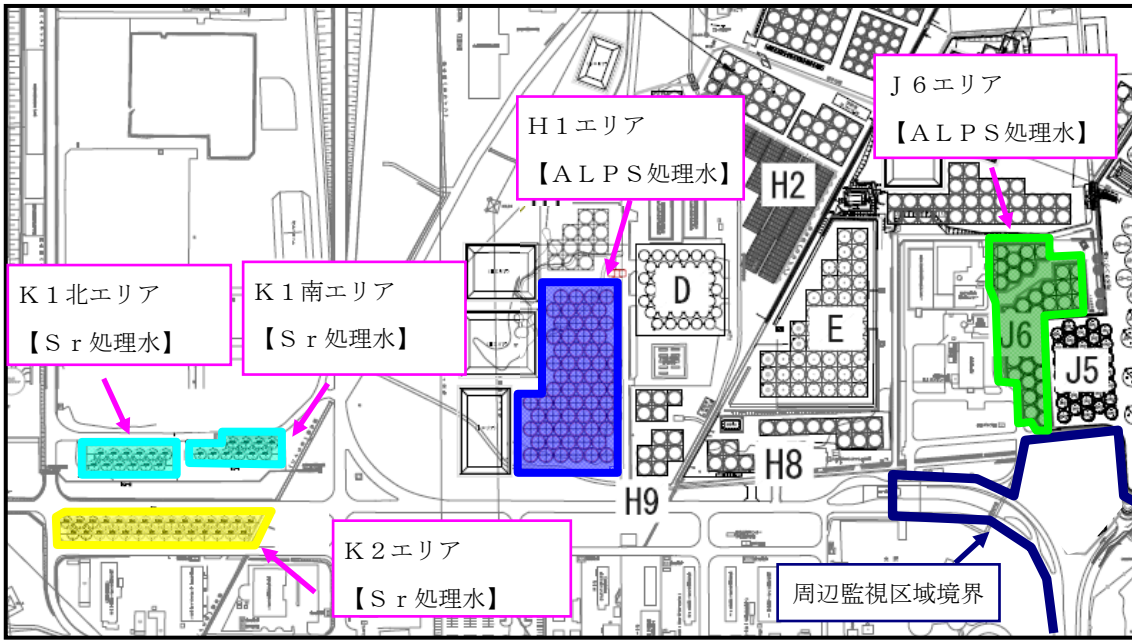 J６エリア
【ＡＬＰＳ処理水】
H１エリア
【ＡＬＰＳ処理水】
H2
K１北エリア
【Ｓｒ処理水】
K１南エリア
【Ｓｒ処理水】
D
E
J6
J5
H8
H9
K２エリア
【Ｓｒ処理水】
周辺監視区域境界